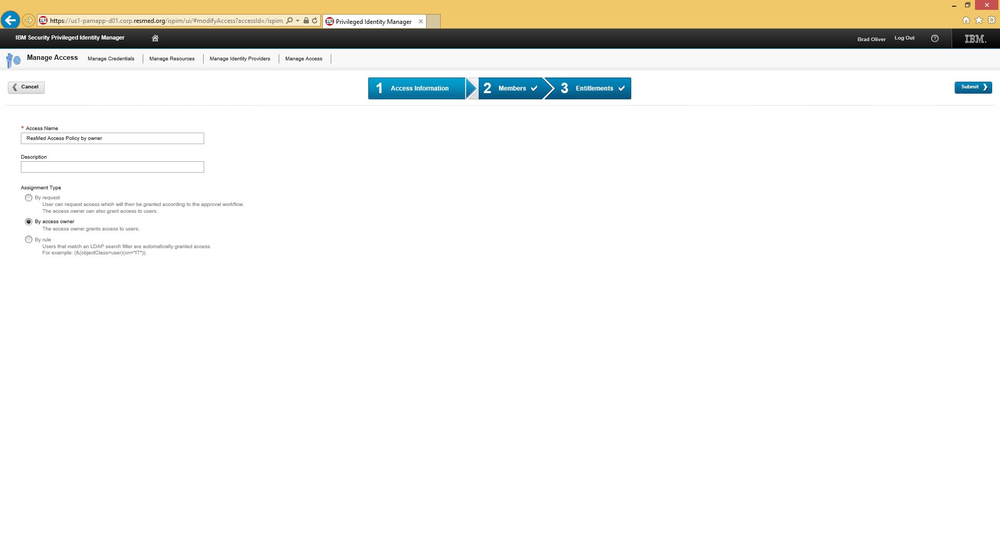 https://us1-pamapp-d01.corp.resmed.org/ispim/ui/#modifyAccess?accessId=/ispim,
Privileged Identity Manager
IBM Security Privileged Identity Manager
Brad Oliver
Log Out
?
IBM.
Manage Access
Manage Credentials
Manage Resources
Manage Identity Providers
Manage Access
Cancel
1 Access Information
2 Members
3 Entitlements
Submit
* Access Name
ResMed Access Policy by owner
Description
Assignment Type
By request
User can request access which will then be granted according to the approval workflow.
The access owner can also grant access to users.
By access owner
The access owner grants access to users.
By rule
Users that match an LDAP search filter are automatically granted access.
For example: (&(objectClass=user)(cn=*IT*)).